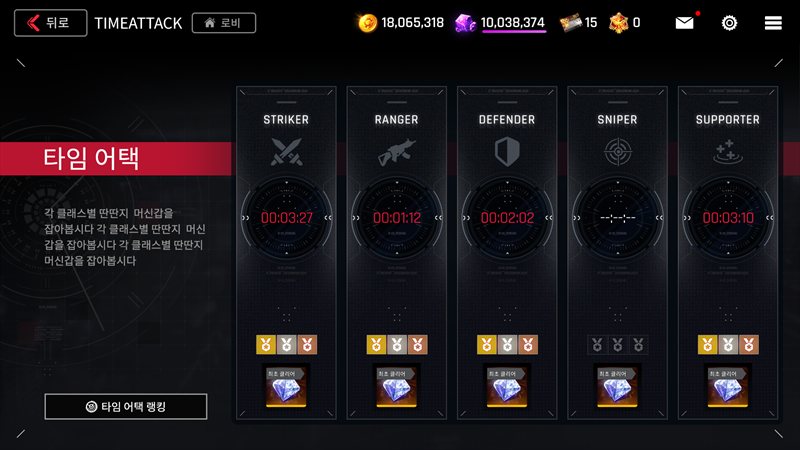 뒤로
TIMEATTACK
로비
18,065,318
10,038,374
15
0
타임 어택
각 클래스별 딴딴지 머신갑을
잡아봅시다 각 클래스별 딴딴지 머신
갑을 잡아봅시다 각 클래스별 딴딴지
머신갑을 잡아봅시다
타임 어택 랭킹
STRIKER
00:03:27
최초 클리어
RANGER
00:01:12
최초 클리어
DEFENDER
00:02:02
최초 클리어
SNIPER
--:--:--
최초 클리어
SUPPORTER
00:03:10
최초 클리어